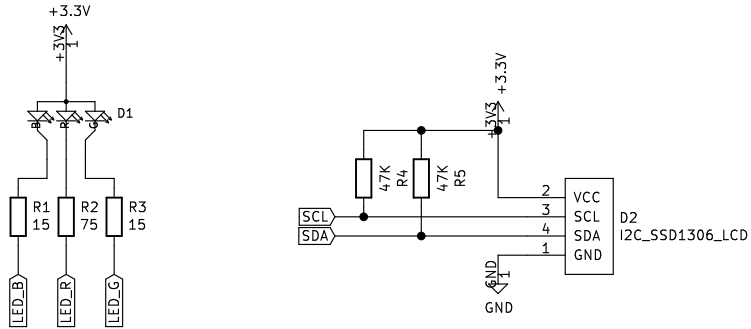 +3.3V
+3V3
1
B
R
G
D1
R1
15
R2
75
R3
15
LED_B
LED_R
LED_G
+3.3V
+3V3
1
47K
R4
47K
R5
SCL
SDA
2
3
4
1
VCC
SCL
SDA
GND
D2
I2C_SSD1306_LCD
GND
1
GND